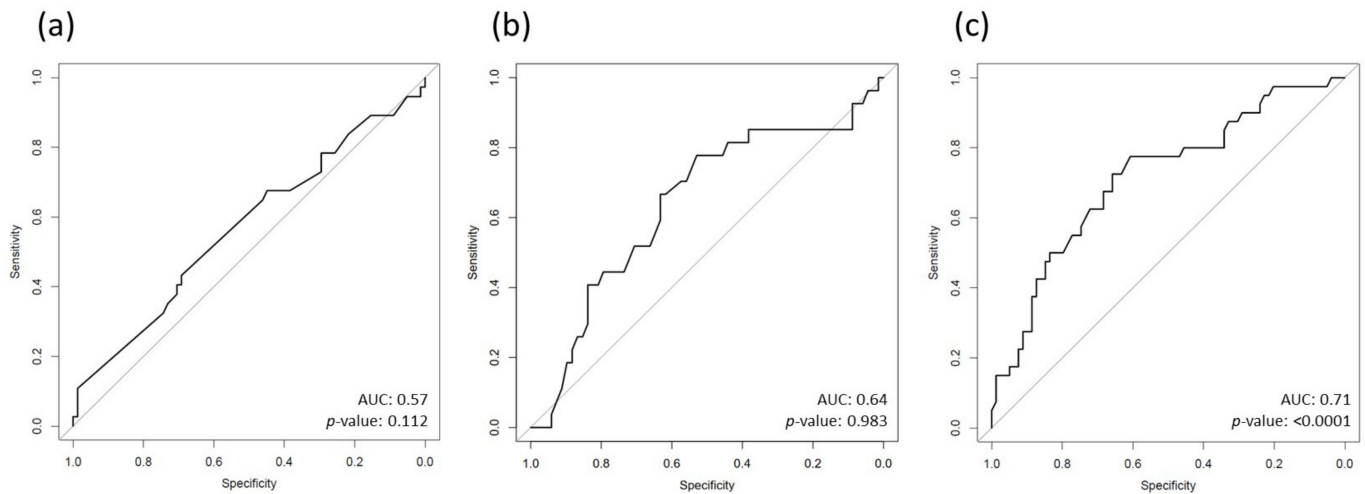 (a)
(b)
(c)
1.0
0.8
0.6
0.4
0.2
0.0
Sensitivity
AUC: 0.57
p-value: 0.112
1.0 0.8 0.6 0.4 0.2 0.0
Specificity
1.0
0.8
0.6
0.4
0.2
0.0
Sensitivity
AUC: 0.64
p-value: 0.983
1.0 0.8 0.6 0.4 0.2 0.0
Specificity
1.0
0.8
0.6
0.4
0.2
0.0
Sensitivity
AUC: 0.71
p-value: <0.0001
1.0 0.8 0.6 0.4 0.2 0.0
Specificity